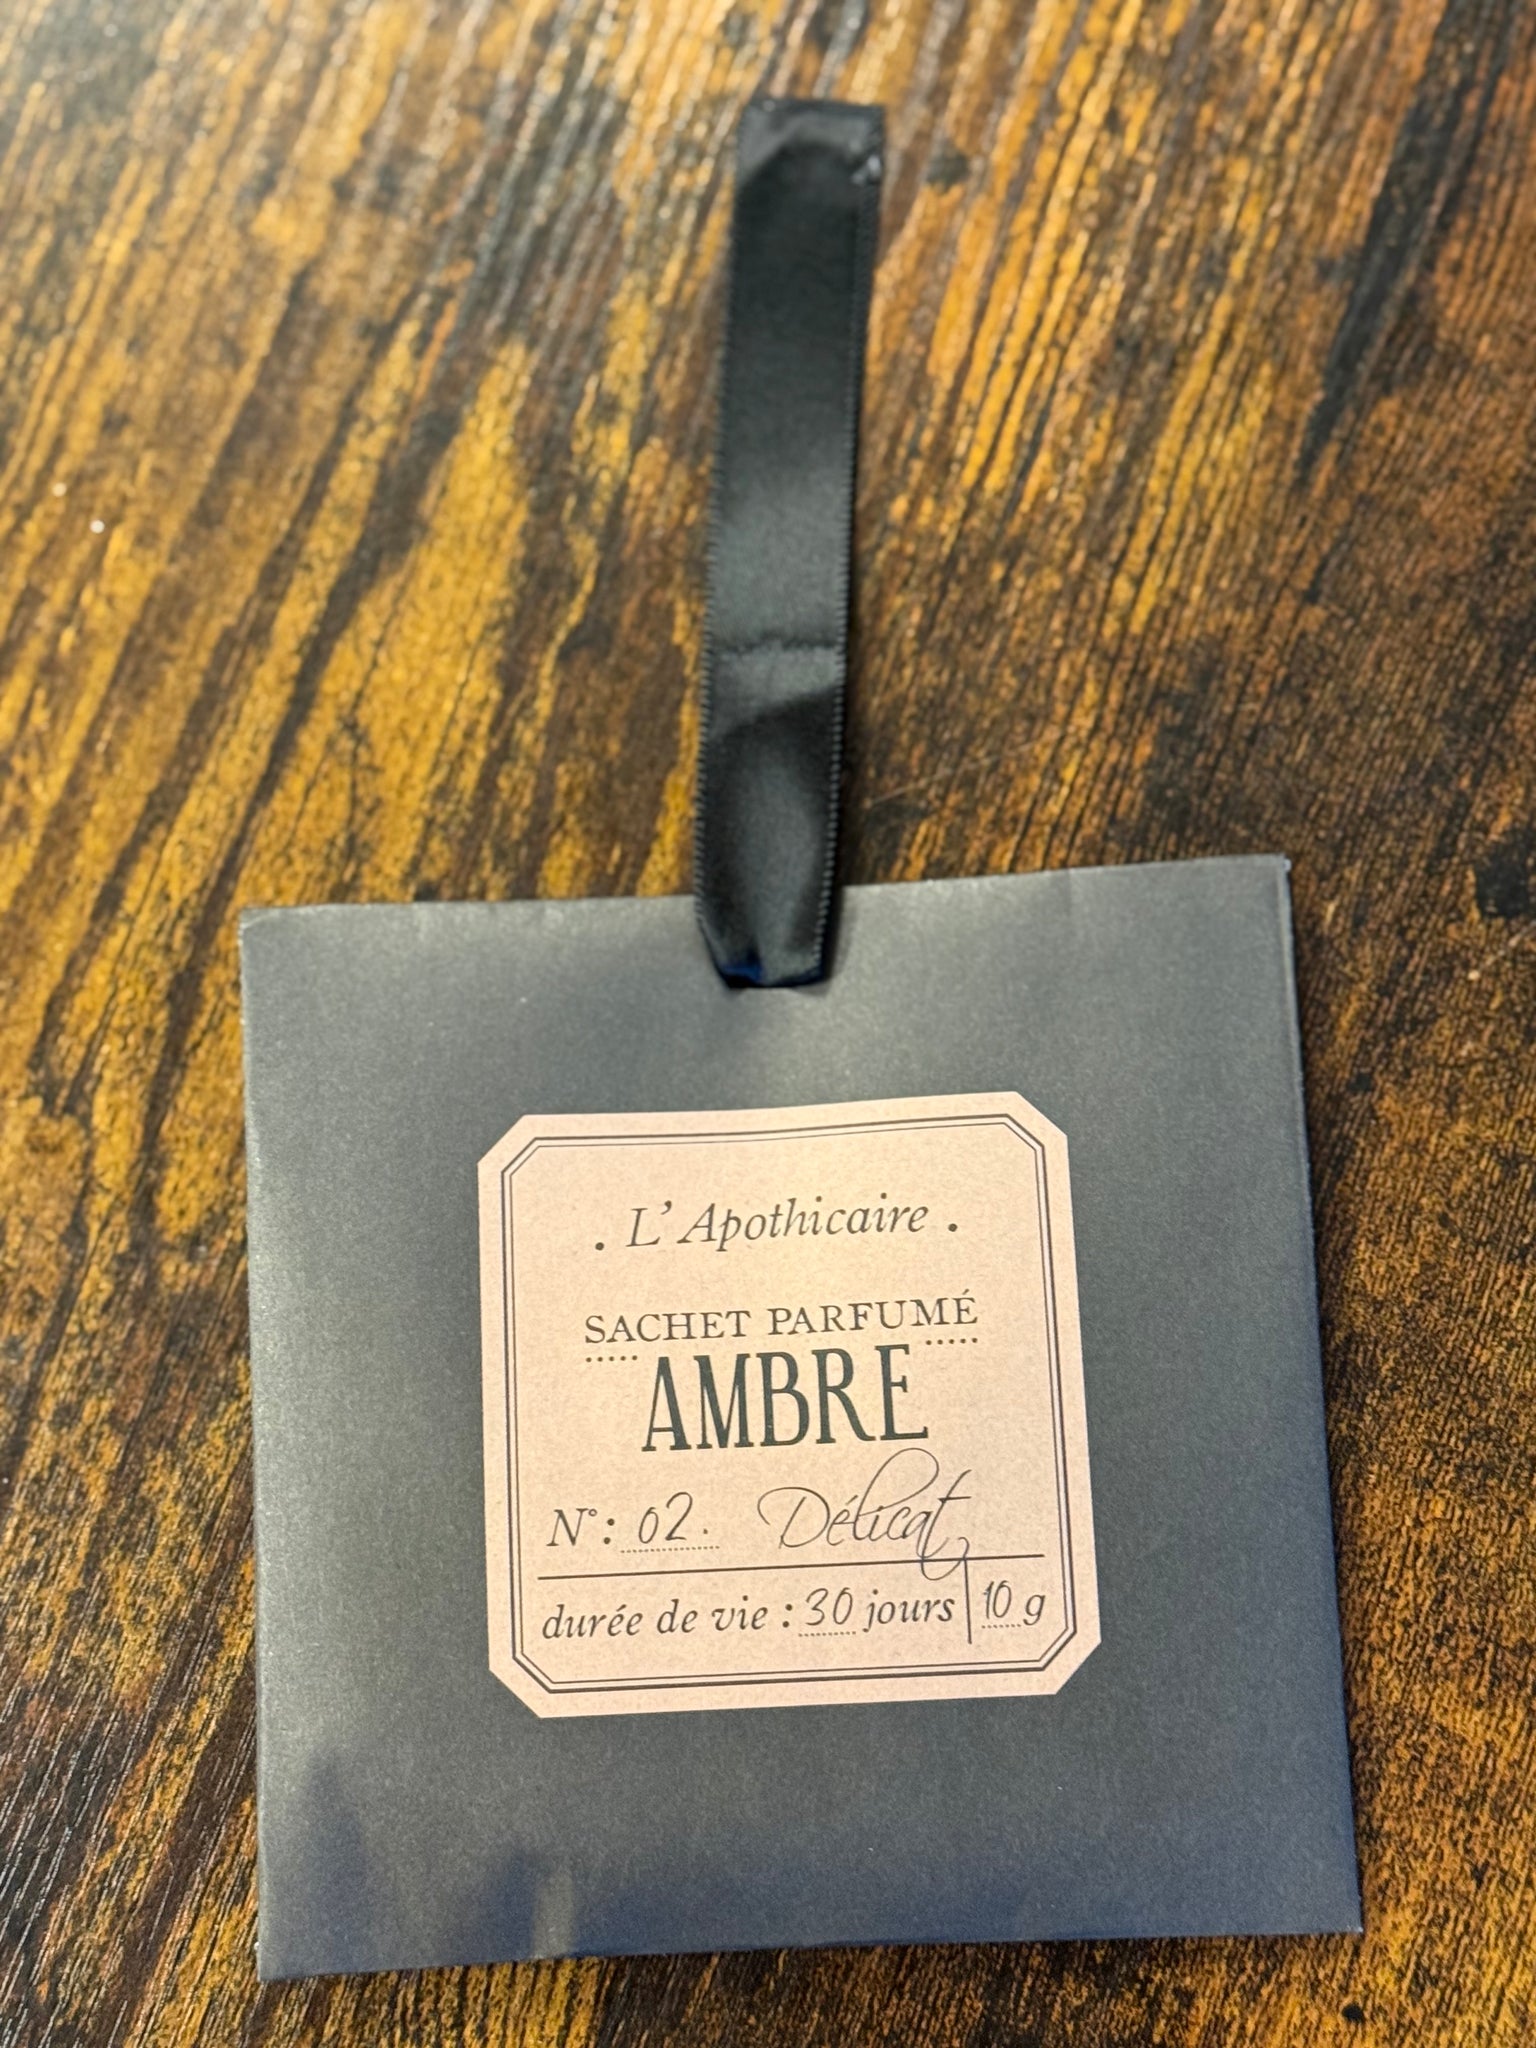 . L'Apothicaire .
SACHET PARFUMÉ
AMBRE
N°: 02. Délicat
durée de vie : 30 jours 10 g